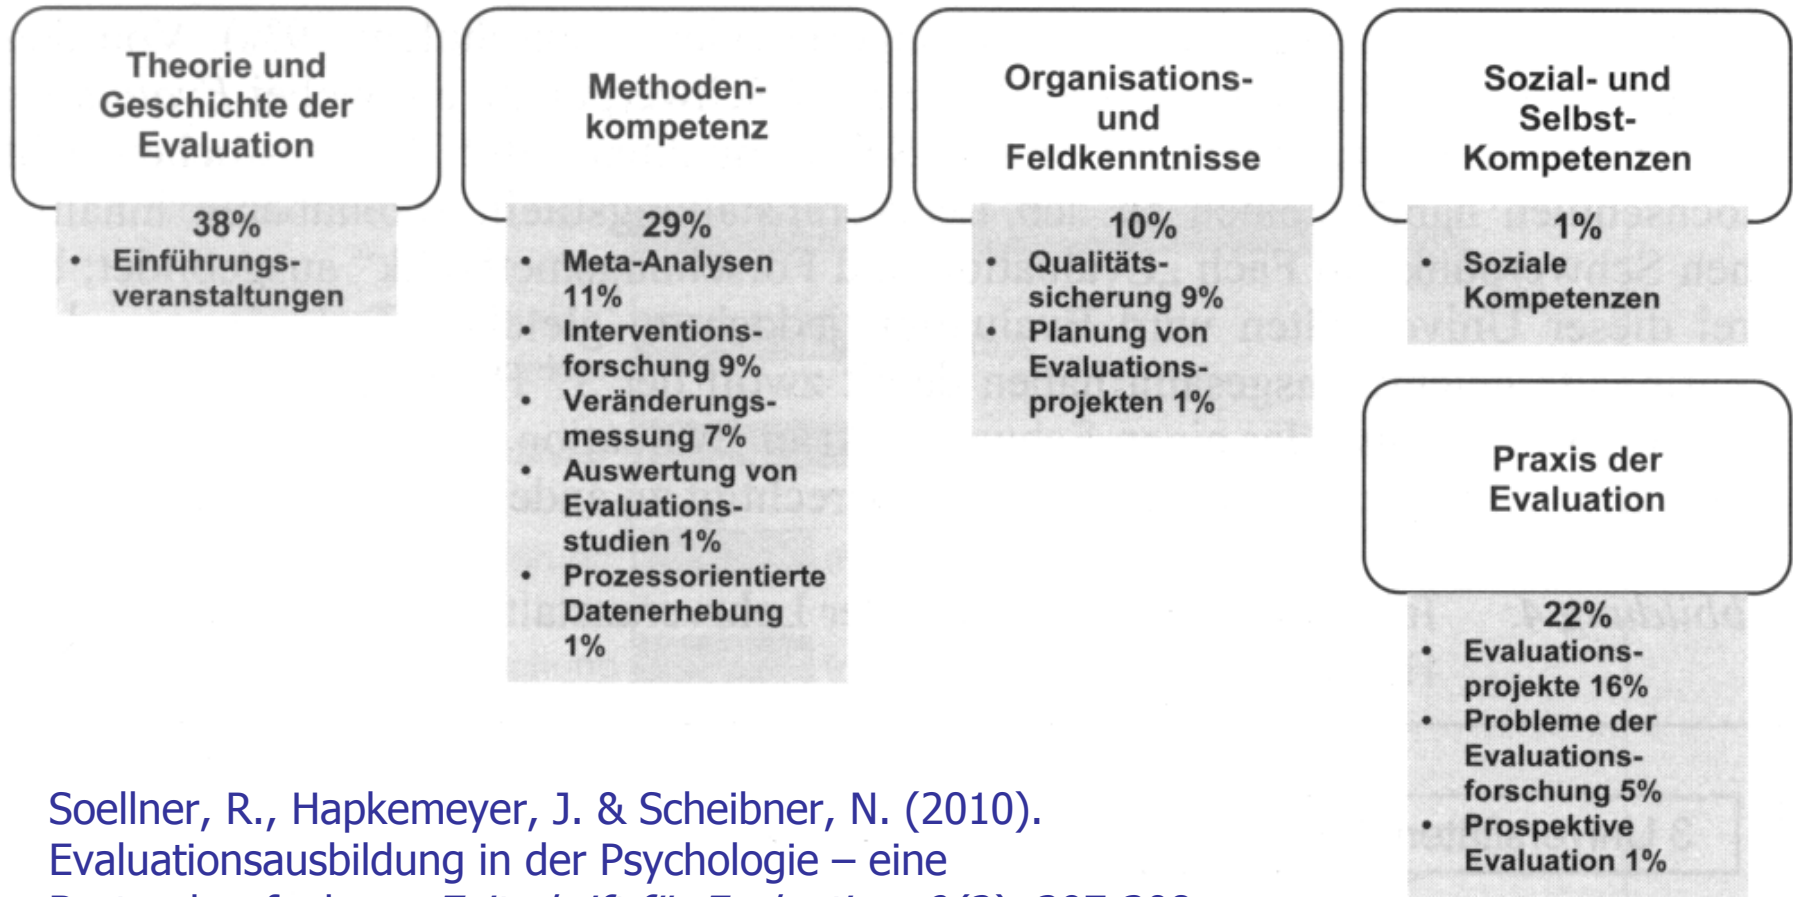 Theorie und
Geschichte der
Evaluation
38%
• Einführungs-
veranstaltungen
Methoden-
kompetenz
29%
• Meta-Analysen
11%
• Interventions-
forschung 9%
• Veränderungs-
messung 7%
• Auswertung von
Evaluations-
studien 1%
• Prozessorientierte
Datenerhebung
1%
Organisations-
und
Feldkenntnisse
10%
• Qualitäts-
sicherung 9%
• Planung von
Evaluations-
projekten 1%
Sozial- und
Selbst-
Kompetenzen
1%
• Soziale
Kompetenzen
Praxis der
Evaluation
22%
• Evaluations-
projekte 16%
• Probleme der
Evaluations-
forschung 5%
• Prospektive
Evaluation 1%
Soellner, R., Hapkemeyer, J. & Scheibner, N. (2010).
Evaluationsausbildung in der Psychologie – eine
Zeitschrift für Evaluation